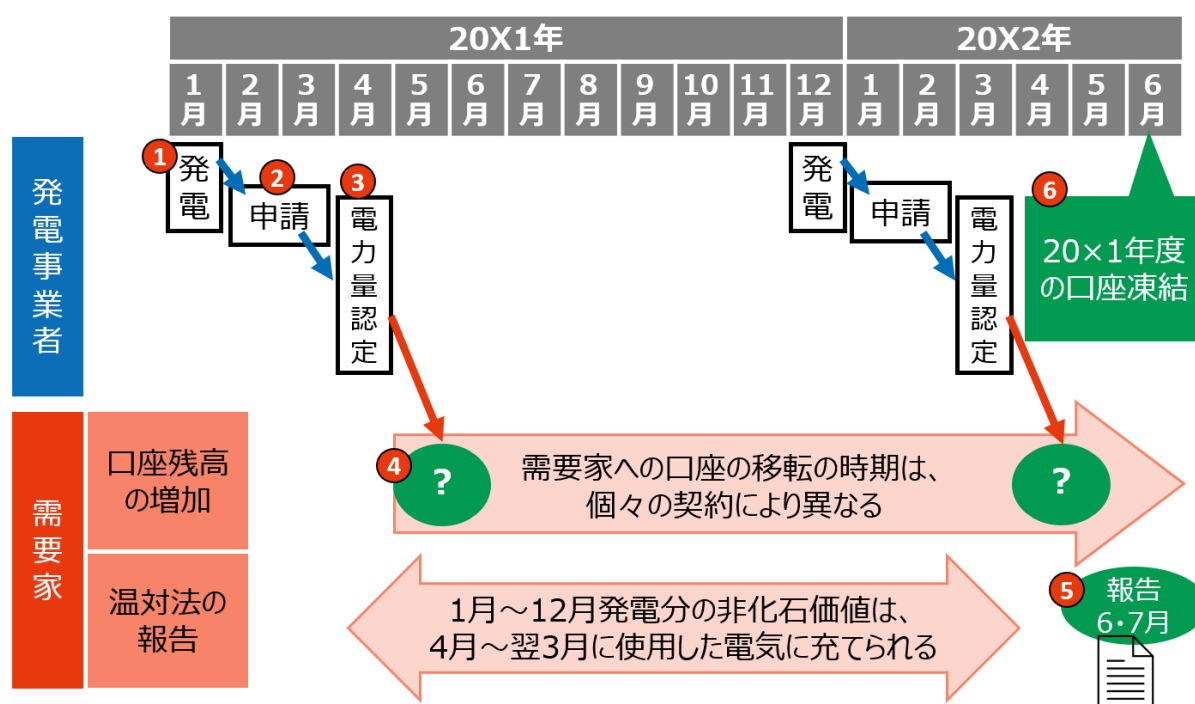 20X1年
20X2年
1月
2月
3月
4月
5月
6月
7月
8月
9月
10月
11月
12月
1月
2月
3月
4月
5月
6月
発電事業者
1
発電
2
申請
3
電力量認定
発電
申請
電力量認定
6
20×1年度
の口座凍結
需要家
口座残高
の増加
4
?
需要家への口座の移転の時期は、
個々の契約により異なる
?
温対法の
報告
1月～12月発電分の非化石価値は、
4月～翌3月に使用した電気に充てられる
5
報告
6・7月